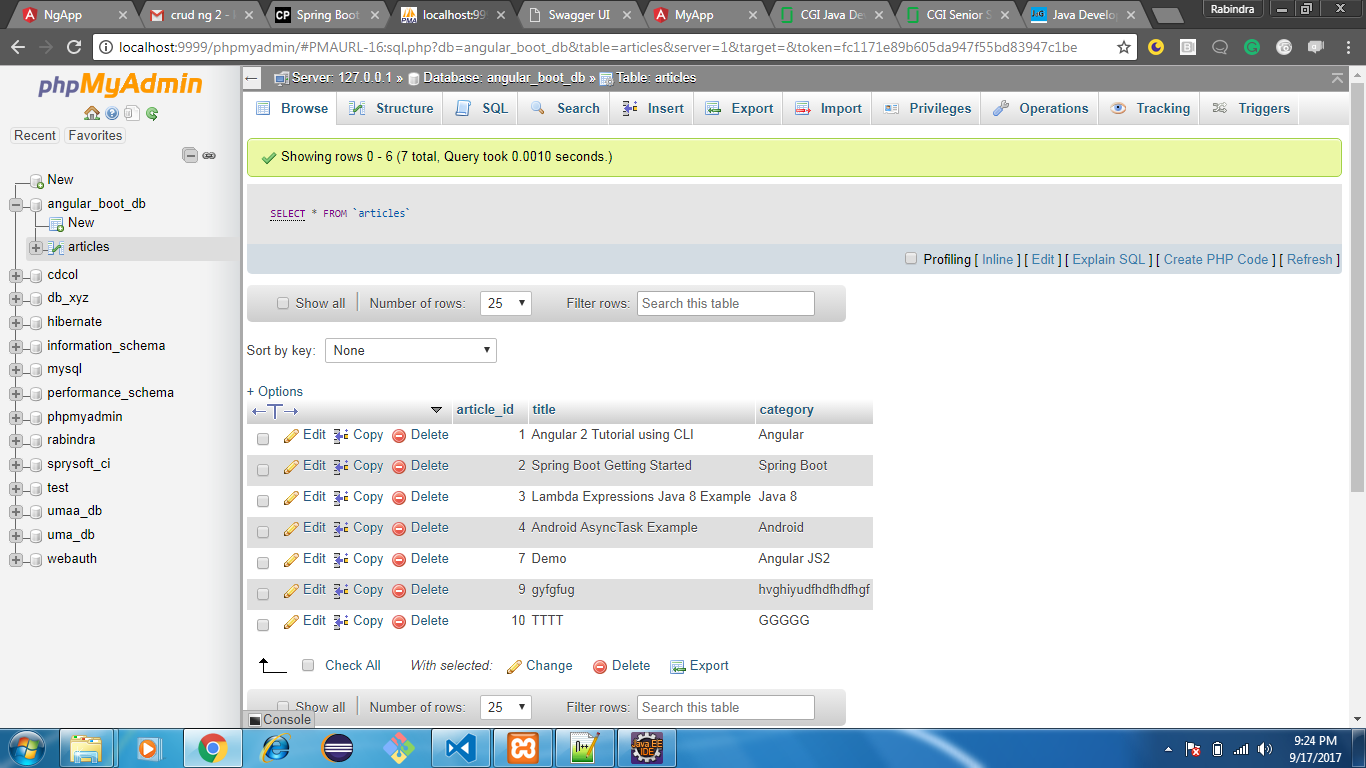 NgApp
crud ng 2 -
Spring Boot
localhost:99
Swagger UI
MyApp
CGI Java De
CGI Senior S
Java Develo
Rabindra
localhost:9999/phpmyadmin/#PMAURL-16:sql.php?db=angular_boot_db&table=articles&server=1&target=&token=fc1171e89b605da947f55bd83947c1be
phpMyAdmin
Recent Favorites
New
angular_boot_db
New
articles
cdcol
db_xyz
hibernate
information_schema
mysql
performance_schema
phpmyadmin
rabindra
sprysoft_ci
test
umaa_db
uma_db
webauth
Server: 127.0.0.1 » Database: angular_boot_db » Table: articles
Browse Structure SQL Search Insert Export Import Privileges Operations Tracking Triggers
Showing rows 0 - 6 (7 total, Query took 0.0010 seconds.)
SELECT * FROM `articles`
Profiling [ Inline ] [ Edit ] [ Explain SQL ] [ Create PHP Code ] [ Refresh ]
Show all Number of rows: 25 Filter rows: Search this table
Sort by key: None
+ Options
article_id title category
Edit Copy Delete 1 Angular 2 Tutorial using CLI Angular
Edit Copy Delete 2 Spring Boot Getting Started Spring Boot
Edit Copy Delete 3 Lambda Expressions Java 8 Example Java 8
Edit Copy Delete 4 Android AsyncTask Example Android
Edit Copy Delete 7 Demo Angular JS2
Edit Copy Delete 9 gyfgfug hvghiyudfhdfhdfhgf
Edit Copy Delete 10 TTTT GGGGG
Check All With selected: Change Delete Export
Show all Number of rows: 25 Filter rows: Search this table
Console
9:24 PM
9/17/2017